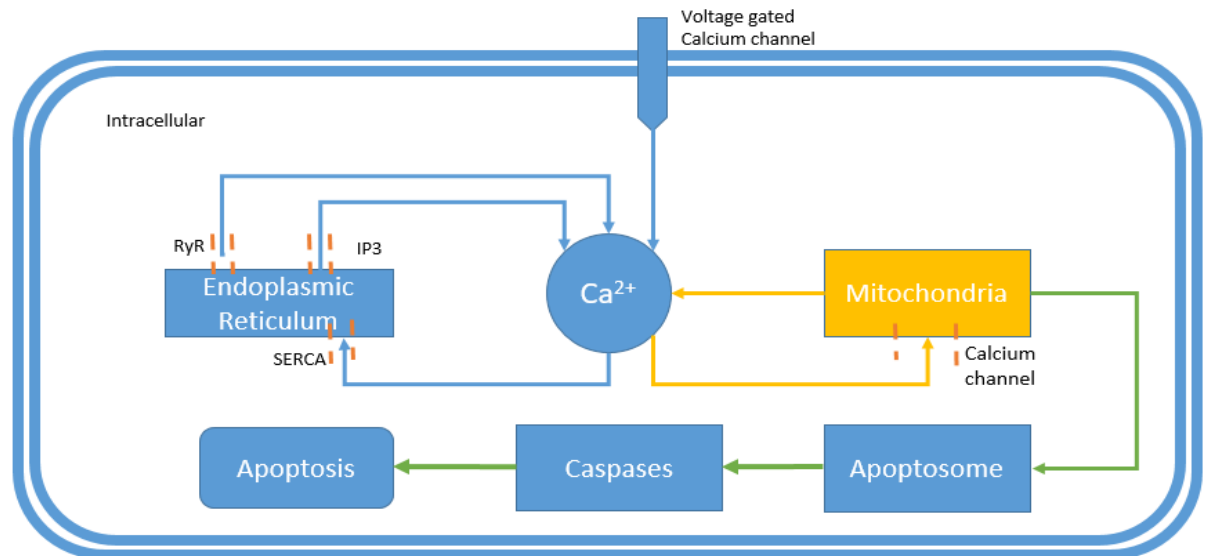 Voltage gated
Calcium channel
Intracellular
RyR
IP3
Endoplasmic
Reticulum
SERCA
Ca²⁺
Mitochondria
Calcium
channel
Apoptosis
Caspases
Apoptosome